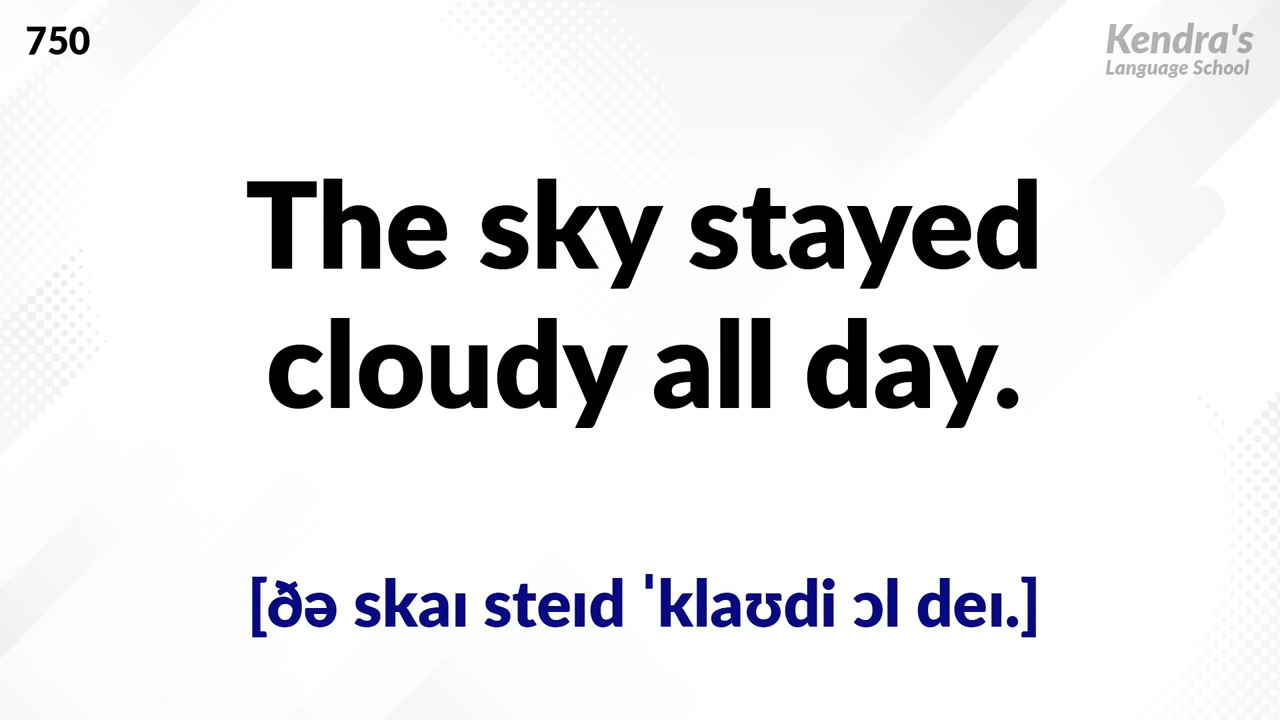 750
Kendra's
Language School
The sky stayed
cloudy all day.
[ðə skaɪ steɪd ˈklaʊdi ɔl deɪ.]